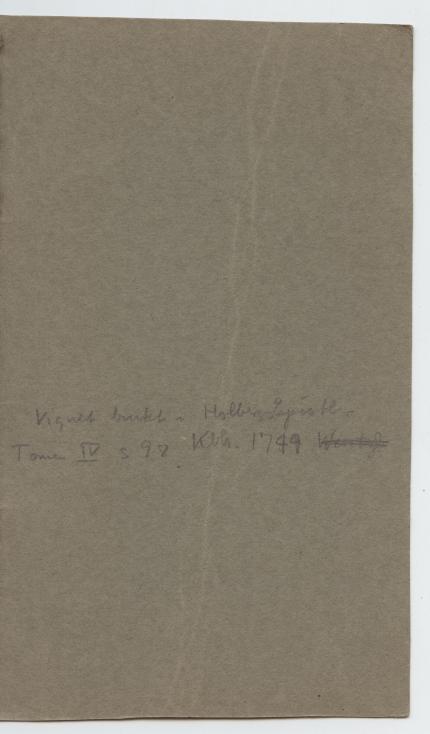 Vignet brukt i Holbergs Epistl.
Tome IV s 98 Kbh. 1749